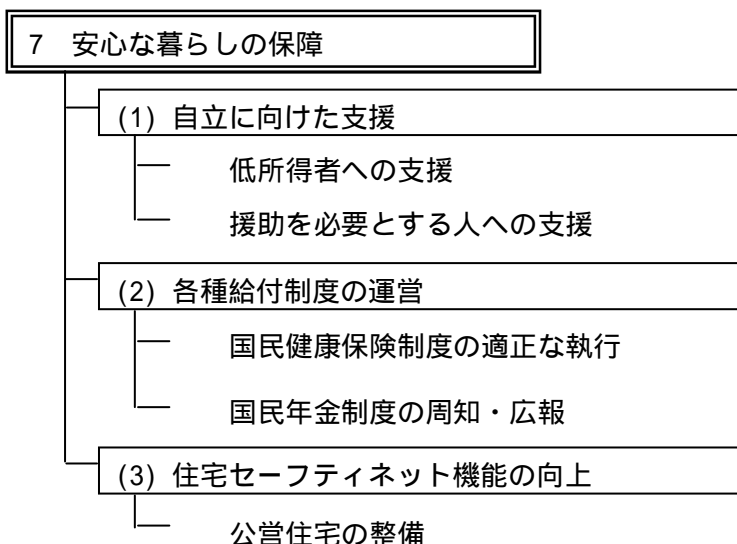 7 安心な暮らしの保障
(1) 自立に向けた支援
低所得者への支援
援助を必要とする人への支援
(2) 各種給付制度の運営
国民健康保険制度の適正な執行
国民年金制度の周知・広報
(3) 住宅セーフティネット機能の向上
公営住宅の整備